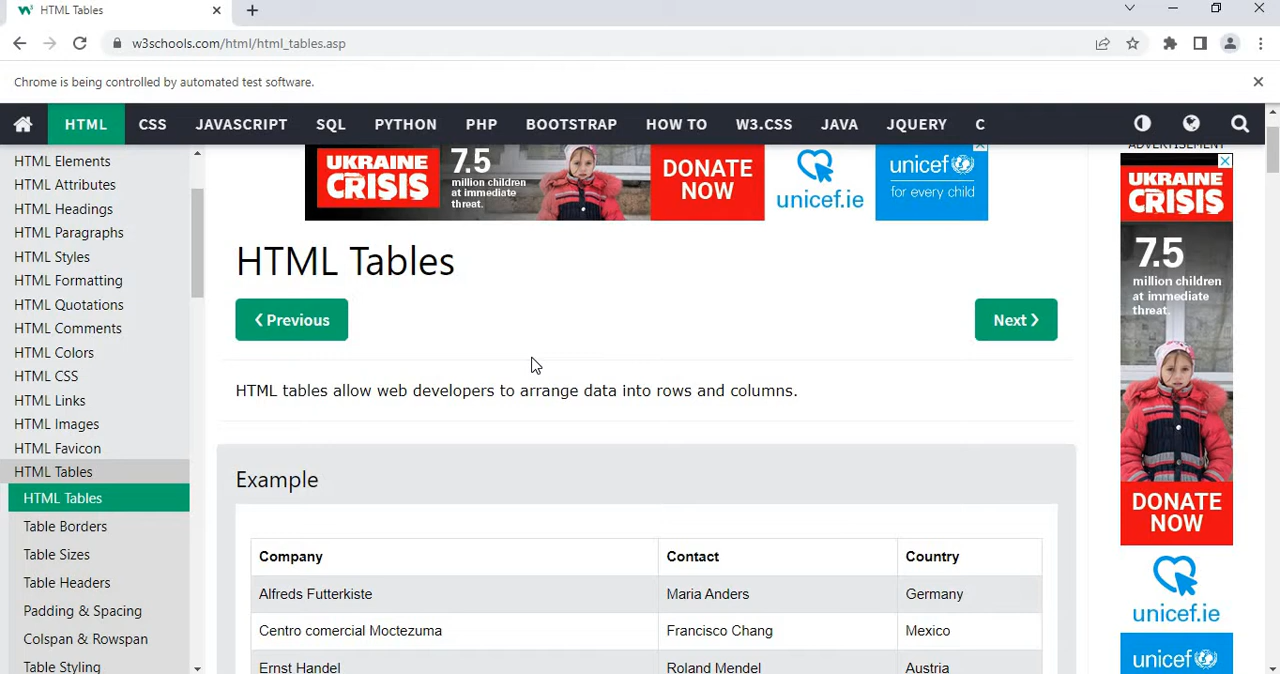 HTML Tables
w3schools.com/html/html_tables.asp
Chrome is being controlled by automated test software.
HTML CSS JAVASCRIPT SQL PYTHON PHP BOOTSTRAP HOW TO W3.CSS JAVA JQUERY C
HTML Elements
HTML Attributes
HTML Headings
HTML Paragraphs
HTML Styles
HTML Formatting
HTML Quotations
HTML Comments
HTML Colors
HTML CSS
HTML Links
HTML Images
HTML Favicon
HTML Tables
HTML Tables
Table Borders
Table Sizes
Table Headers
Padding & Spacing
Colspan & Rowspan
Table Styling
UKRAINE
CRISIS
7.5
million children
at immediate
threat.
DONATE
NOW
unicef.ie
unicef
for every child
HTML Tables
❮ Previous
Next ❯
HTML tables allow web developers to arrange data into rows and columns.
Example
Company Contact Country
Alfreds Futterkiste Maria Anders Germany
Centro comercial Moctezuma Francisco Chang Mexico
Ernst Handel Roland Mendel Austria
ADVERTISEMENT
UKRAINE
CRISIS
7.5
million children
at immediate
threat.
DONATE
NOW
unicef.ie
unicef